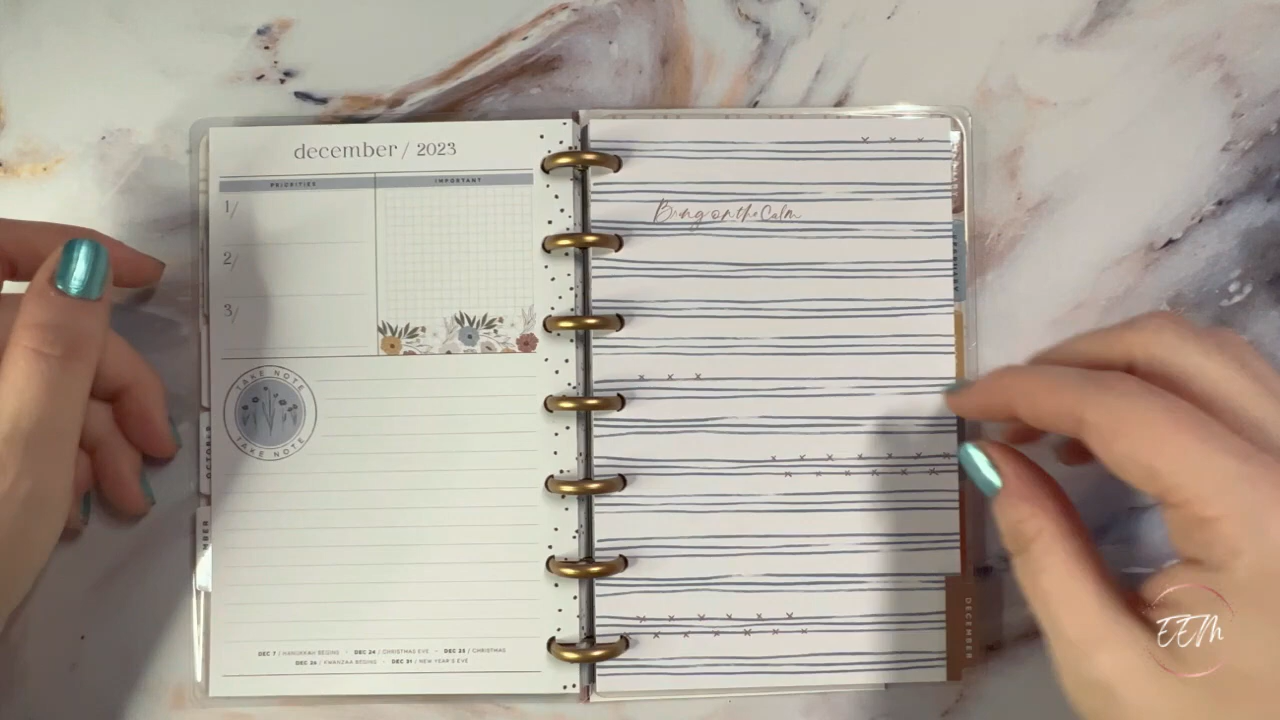 december / 2023
PRIORITIES
IMPORTANT
1/
2/
3/
TAKE NOTE
TAKE NOTE
DEC 7 / HANUKKAH BEGINS · DEC 24 / CHRISTMAS EVE · DEC 25 / CHRISTMAS
DEC 26 / KWANZAA BEGINS · DEC 31 / NEW YEAR'S EVE
Bring on the Calm
OCTOBER
DECEMBER
EEM